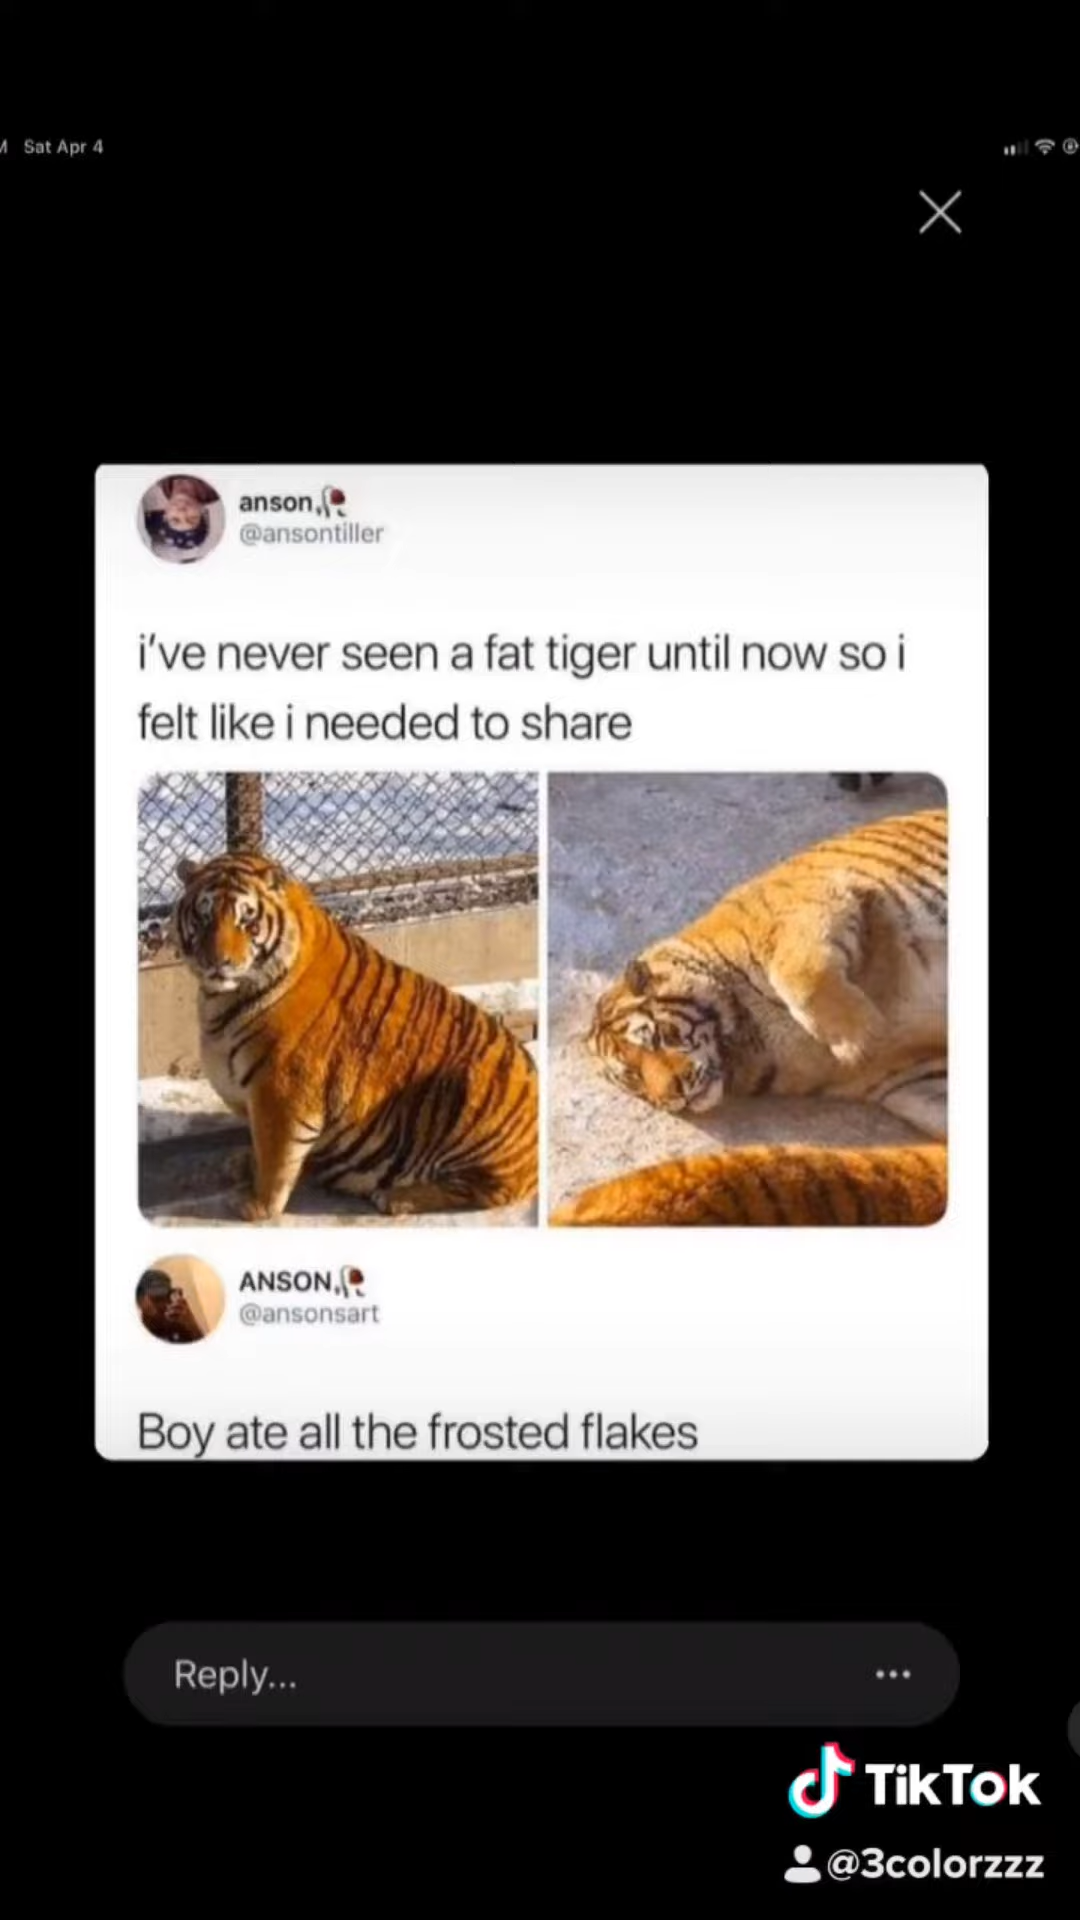 Sat Apr 4
anson,🥀
@ansontiller
i've never seen a fat tiger until now so i
felt like i needed to share
ANSON,🥀
@ansonsart
Boy ate all the frosted flakes
Reply...
TikTok
@3colorzzz